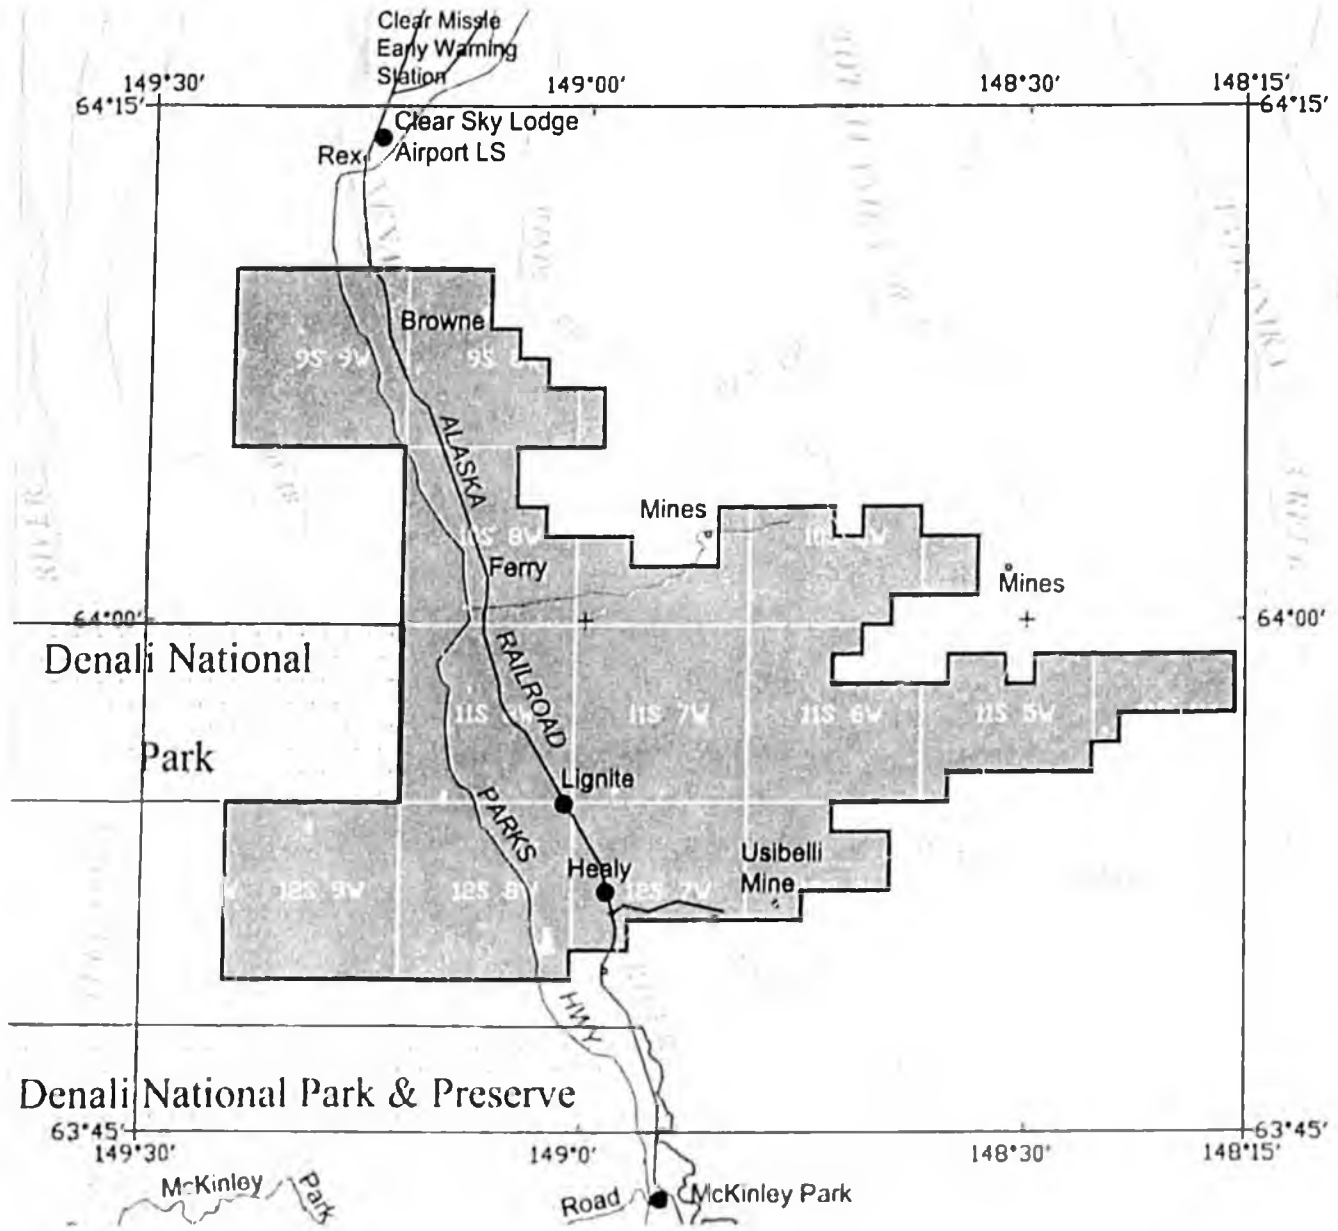 Clear Missle
Early Warning
Station
149°30'
149°00'
148°30'
148°15'
64°15'
64°15'
Clear Sky Lodge
Airport LS
Rex
Browne
9S 9W
ALASKA
RIVER
Mines
10S 8W
Ferry
Mines
64°00'
64°00'
Denali National
Park
RAILROAD
11S 7W
11S 6W
11S 5W
Lignite
PARKS
Healy
Usibelli
Mine
12S 9W
12S 8W
12S 7W
HWY
Denali National Park & Preserve
63°45'
63°45'
149°30'
149°0'
148°30'
148°15'
McKinley
Park
Road
McKinley Park